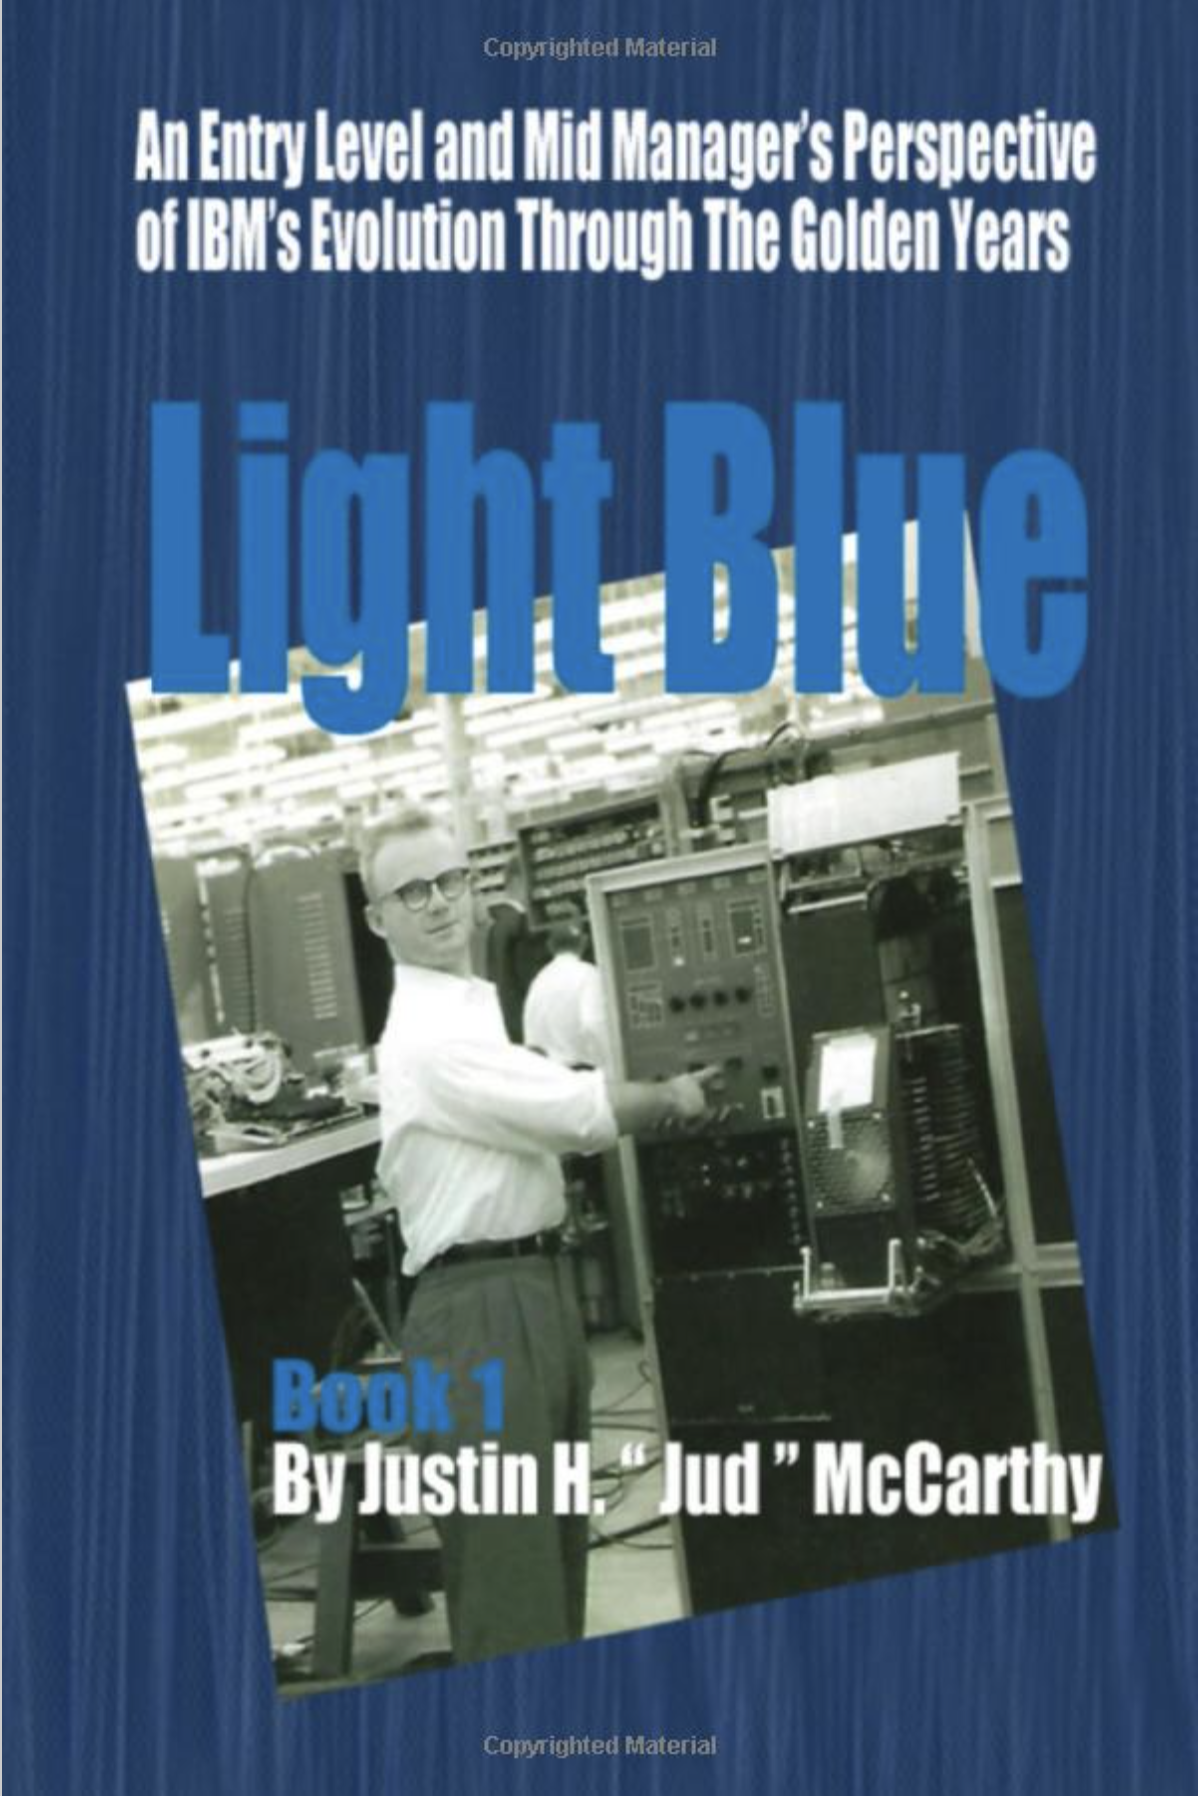 Copyrighted Material
An Entry Level and Mid Manager's Perspective
of IBM's Evolution Through The Golden Years
Light Blue
Book 1
By Justin H. “ Jud ” McCarthy
Copyrighted Material